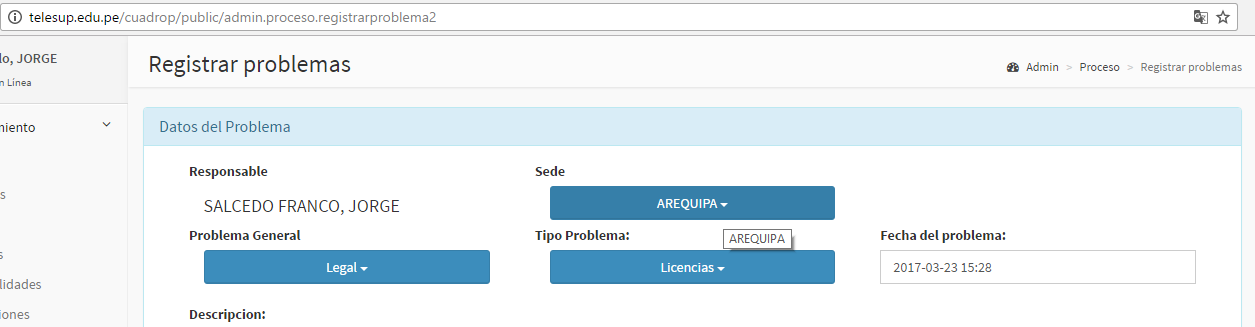 telesup.edu.pe/cuadrop/public/admin.proceso.registrarproblema2
lo, JORGE
n Línea
Registrar problemas
Admin > Proceso > Registrar problemas
niento
s
s
lidades
iones
Datos del Problema
Responsable
Sede
SALCEDO FRANCO, JORGE
AREQUIPA
Problema General
Tipo Problema:
AREQUIPA
Fecha del problema:
Legal
Licencias
2017-03-23 15:28
Descripcion: